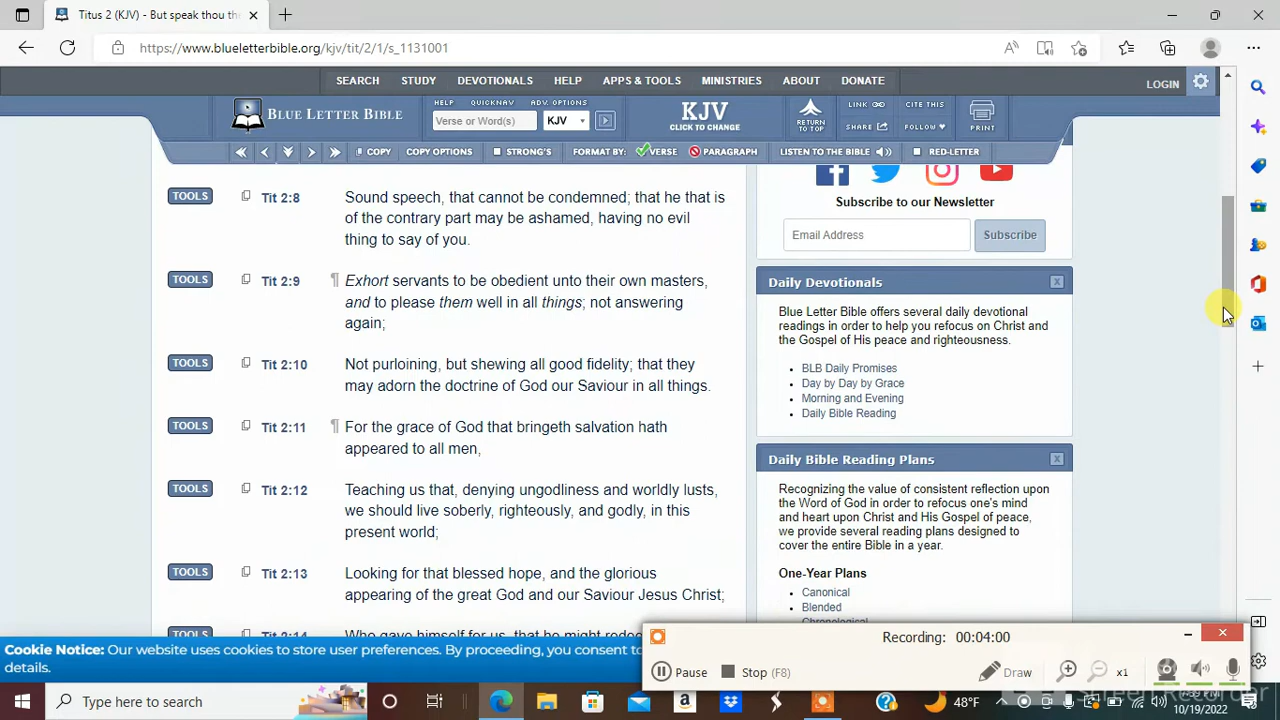 Titus 2 (KJV) - But speak thou th
https://www.blueletterbible.org/kjv/tit/2/1/s_1131001
SEARCH STUDY DEVOTIONALS HELP APPS & TOOLS MINISTRIES ABOUT DONATE
LOGIN
BLUE LETTER BIBLE
HELP QUICKNAV ADV. OPTIONS
Verse or Word(s) KJV
KJV
CLICK TO CHANGE
RETURN
TO TOP
LINK CITE THIS
SHARE FOLLOW
PRINT
COPY COPY OPTIONS STRONG'S FORMAT BY: VERSE PARAGRAPH LISTEN TO THE BIBLE RED-LETTER
TOOLS Tit 2:8 Sound speech, that cannot be condemned; that he that is
of the contrary part may be ashamed, having no evil
thing to say of you.
TOOLS Tit 2:9 ¶ Exhort servants to be obedient unto their own masters,
and to please them well in all things; not answering
again;
TOOLS Tit 2:10 Not purloining, but shewing all good fidelity; that they
may adorn the doctrine of God our Saviour in all things.
TOOLS Tit 2:11 ¶ For the grace of God that bringeth salvation hath
appeared to all men,
TOOLS Tit 2:12 Teaching us that, denying ungodliness and worldly lusts,
we should live soberly, righteously, and godly, in this
present world;
TOOLS Tit 2:13 Looking for that blessed hope, and the glorious
appearing of the great God and our Saviour Jesus Christ;
TOOLS Tit 2:14 Who gave himself for us, that he might redee
Subscribe to our Newsletter
Email Address Subscribe
Daily Devotionals
Blue Letter Bible offers several daily devotional
readings in order to help you refocus on Christ and
the Gospel of His peace and righteousness.
BLB Daily Promises
Day by Day by Grace
Morning and Evening
Daily Bible Reading
Daily Bible Reading Plans
Recognizing the value of consistent reflection upon
the Word of God in order to refocus one's mind
and heart upon Christ and His Gospel of peace,
we provide several reading plans designed to
cover the entire Bible in a year.
One-Year Plans
Canonical
Blended
Chronological
Cookie Notice: Our website uses cookies to store user preferences. By proceeding, you consent to
details.
Recording: 00:04:00
Pause Stop (F8) Draw x1
Type here to search
48°F
10/19/2022